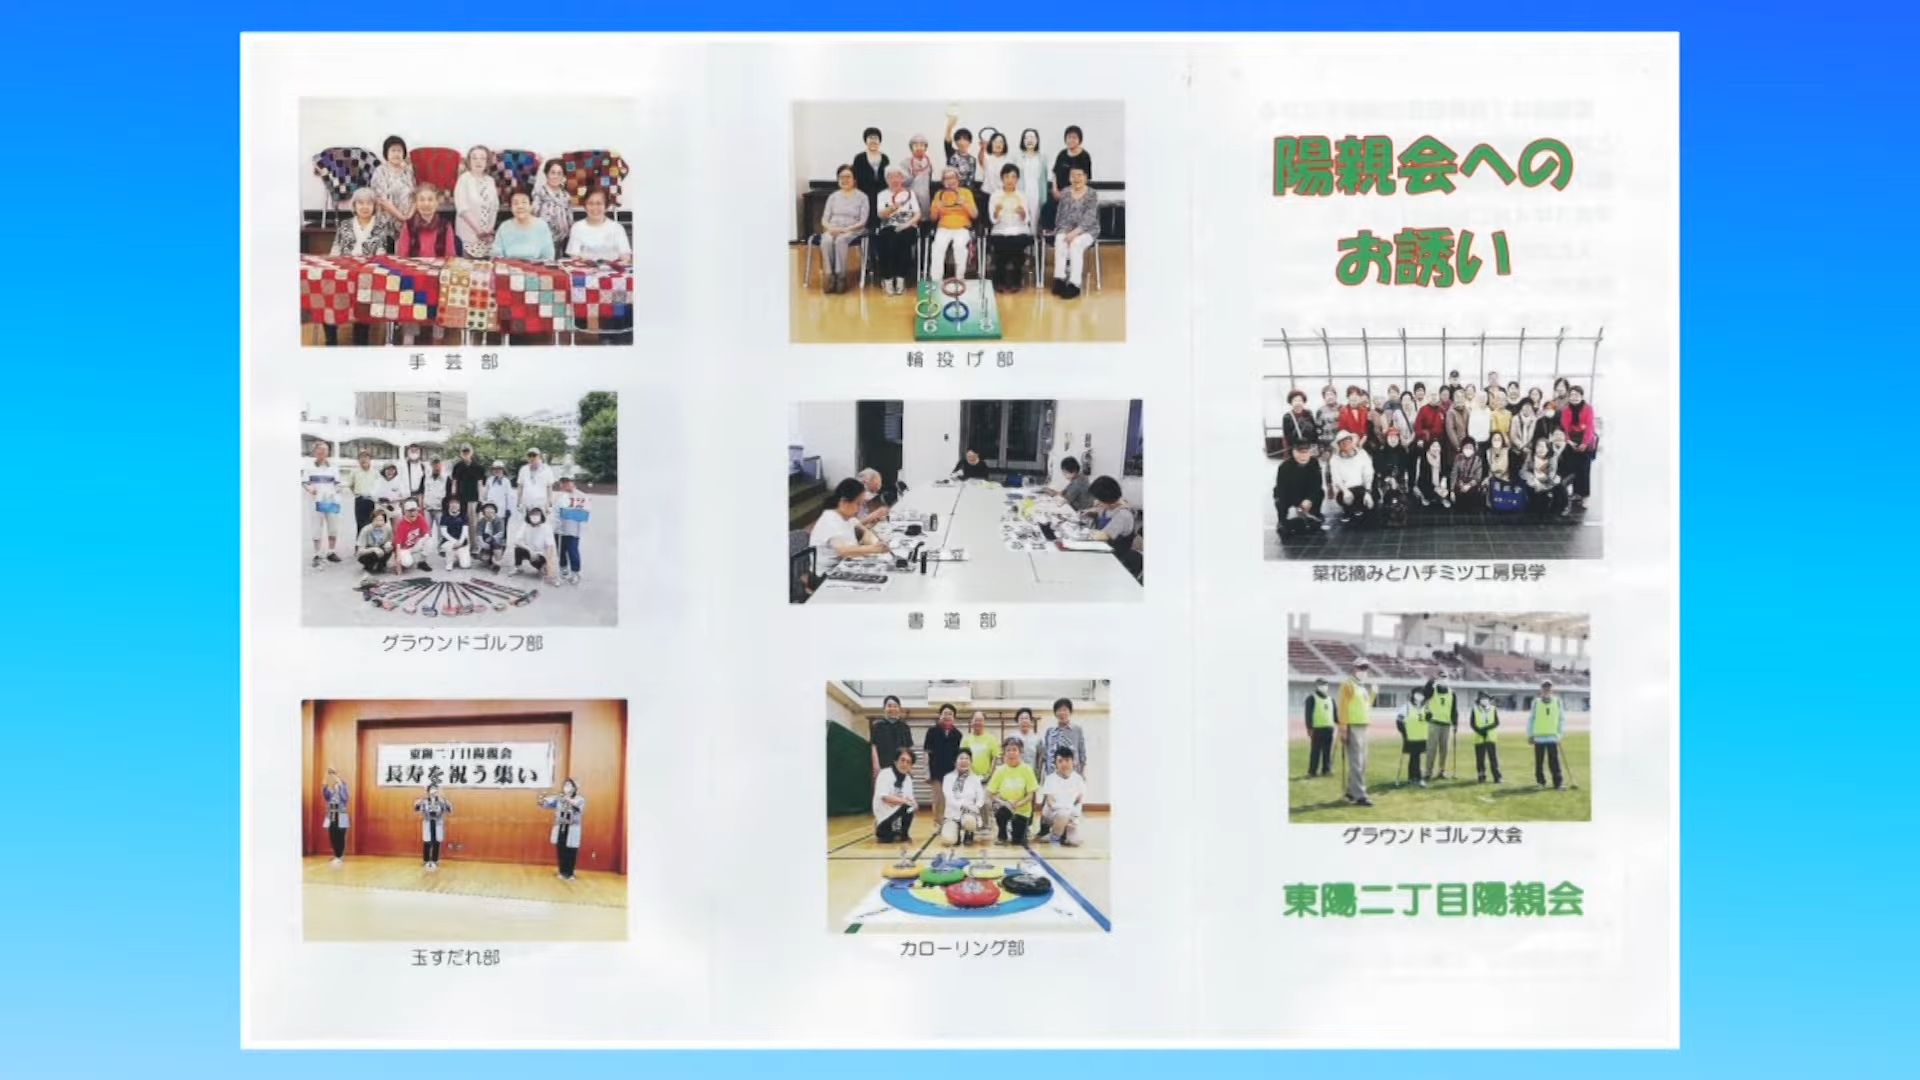 手芸部
グラウンドゴルフ部
東陽二丁目陽親会
長寿を祝う集い
玉すだれ部
6 7 8
輪投げ部
書道部
カローリング部
陽親会への
お誘い
菜花摘みとハチミツ工房見学
グラウンドゴルフ大会
東陽二丁目陽親会